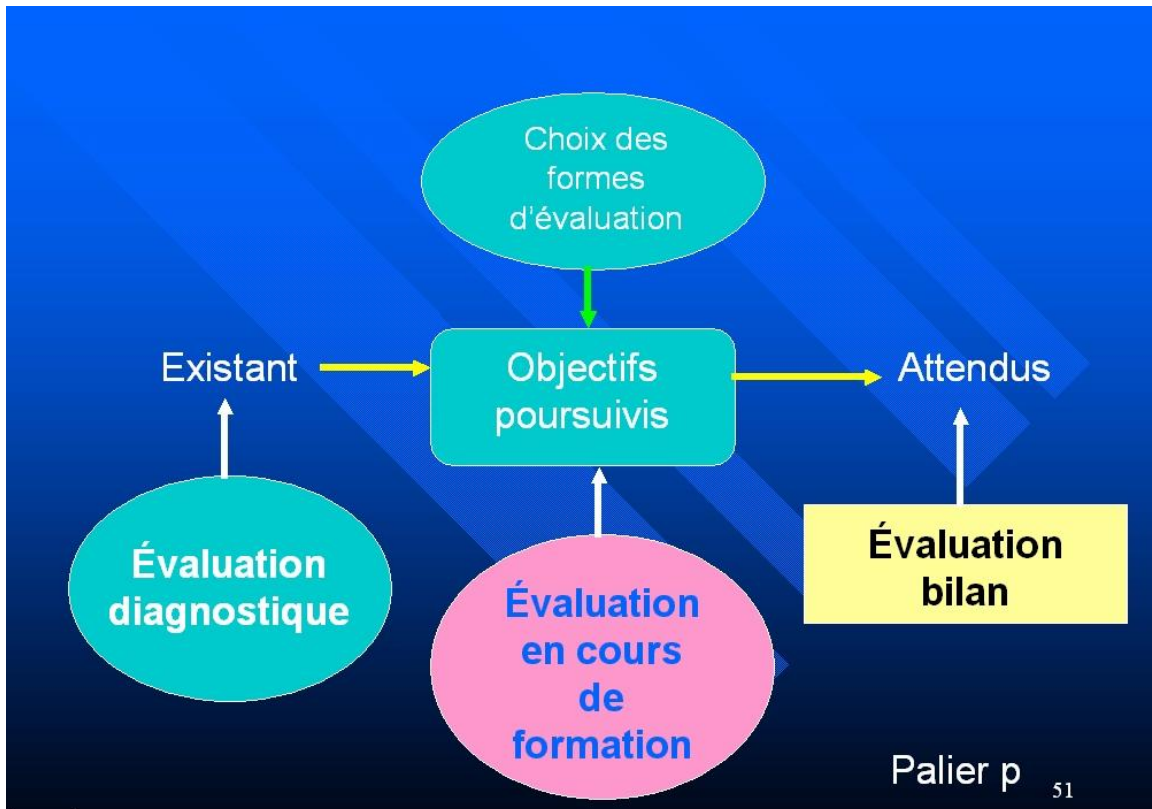 Choix des
formes
d'évaluation
Existant
Objectifs
poursuivis
Attendus
Évaluation
diagnostique
Évaluation
en cours
de
formation
Évaluation
bilan
Palier p
51